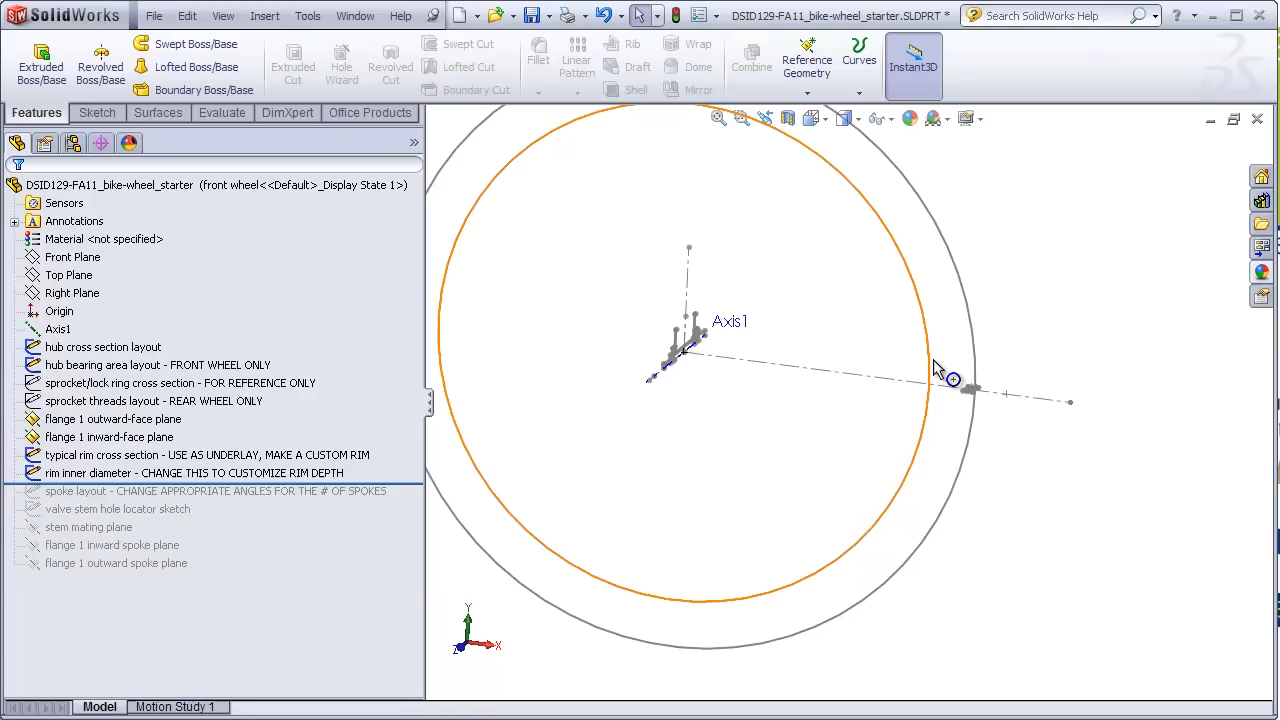 SolidWorks File Edit View Insert Tools Window Help DSID129-FA11_bike-wheel_starter.SLDPRT * Search SolidWorks Help
Extruded Boss/Base
Revolved Boss/Base
Swept Boss/Base
Lofted Boss/Base
Boundary Boss/Base
Extruded Cut
Hole Wizard
Revolved Cut
Swept Cut
Lofted Cut
Boundary Cut
Fillet
Linear Pattern
Rib
Draft
Shell
Wrap
Dome
Mirror
Combine
Reference Geometry
Curves
Instant3D
Features Sketch Surfaces Evaluate DimXpert Office Products
DSID129-FA11_bike-wheel_starter (front wheel<<Default>_Display State 1>)
Sensors
Annotations
Material <not specified>
Front Plane
Top Plane
Right Plane
Origin
Axis1
hub cross section layout
hub bearing area layout - FRONT WHEEL ONLY
sprocket/lock ring cross section - FOR REFERENCE ONLY
sprocket threads layout - REAR WHEEL ONLY
flange 1 outward-face plane
flange 1 inward-face plane
typical rim cross section - USE AS UNDERLAY, MAKE A CUSTOM RIM
rim inner diameter - CHANGE THIS TO CUSTOMIZE RIM DEPTH
spoke layout - CHANGE APPROPRIATE ANGLES FOR THE # OF SPOKES
valve stem hole locator sketch
stem mating plane
flange 1 inward spoke plane
flange 1 outward spoke plane
Axis1
Y
X
Z
Model Motion Study 1